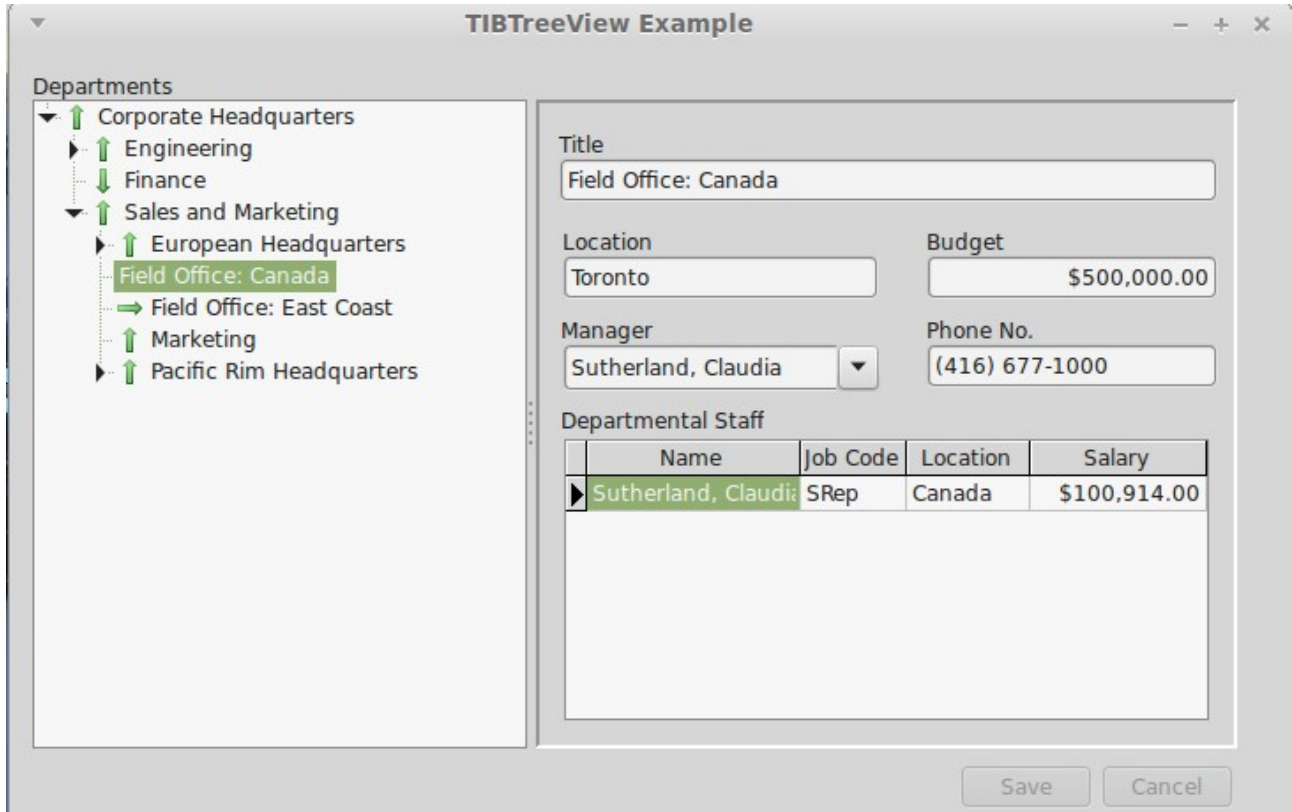 TIBTreeView Example
Departments
Corporate Headquarters
Engineering
Finance
Sales and Marketing
European Headquarters
Field Office: Canada
Field Office: East Coast
Marketing
Pacific Rim Headquarters
Title
Field Office: Canada
Location Budget
Toronto $500,000.00
Manager Phone No.
Sutherland, Claudia (416) 677-1000
Departmental Staff
Name Job Code Location Salary
Sutherland, Claudia SRep Canada $100,914.00
Save Cancel